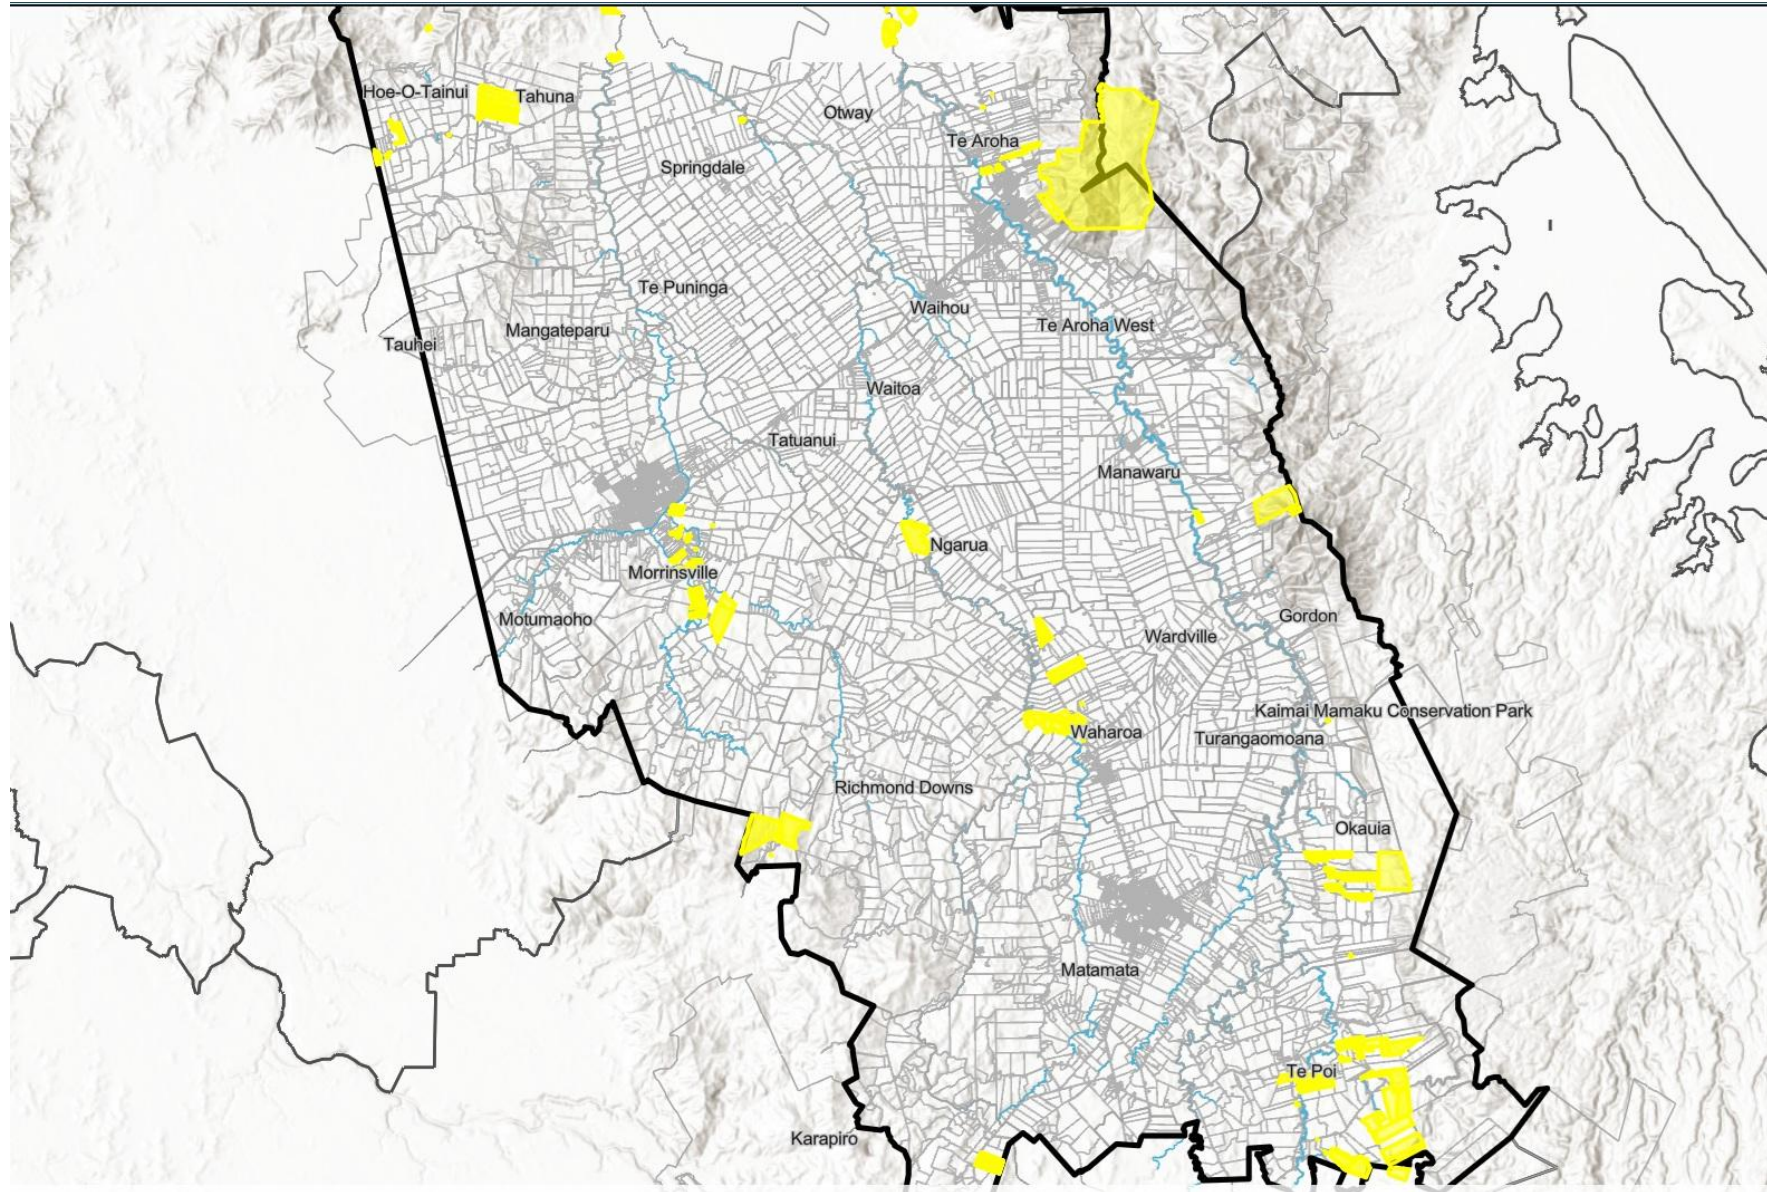 Hoe-O-Tainui
Tahuna
Otway
Te Aroha
Springdale
Te Puninga
Waihou
Te Aroha West
Mangateparu
Tauhei
Waitoa
Tatuanui
Manawaru
Ngarua
Morrinsville
Motumaoho
Gordon
Wardville
Kaimai Mamaku Conservation Park
Waharoa
Turangaomoana
Richmond Downs
Okauia
Matamata
Te Poi
Karapiro